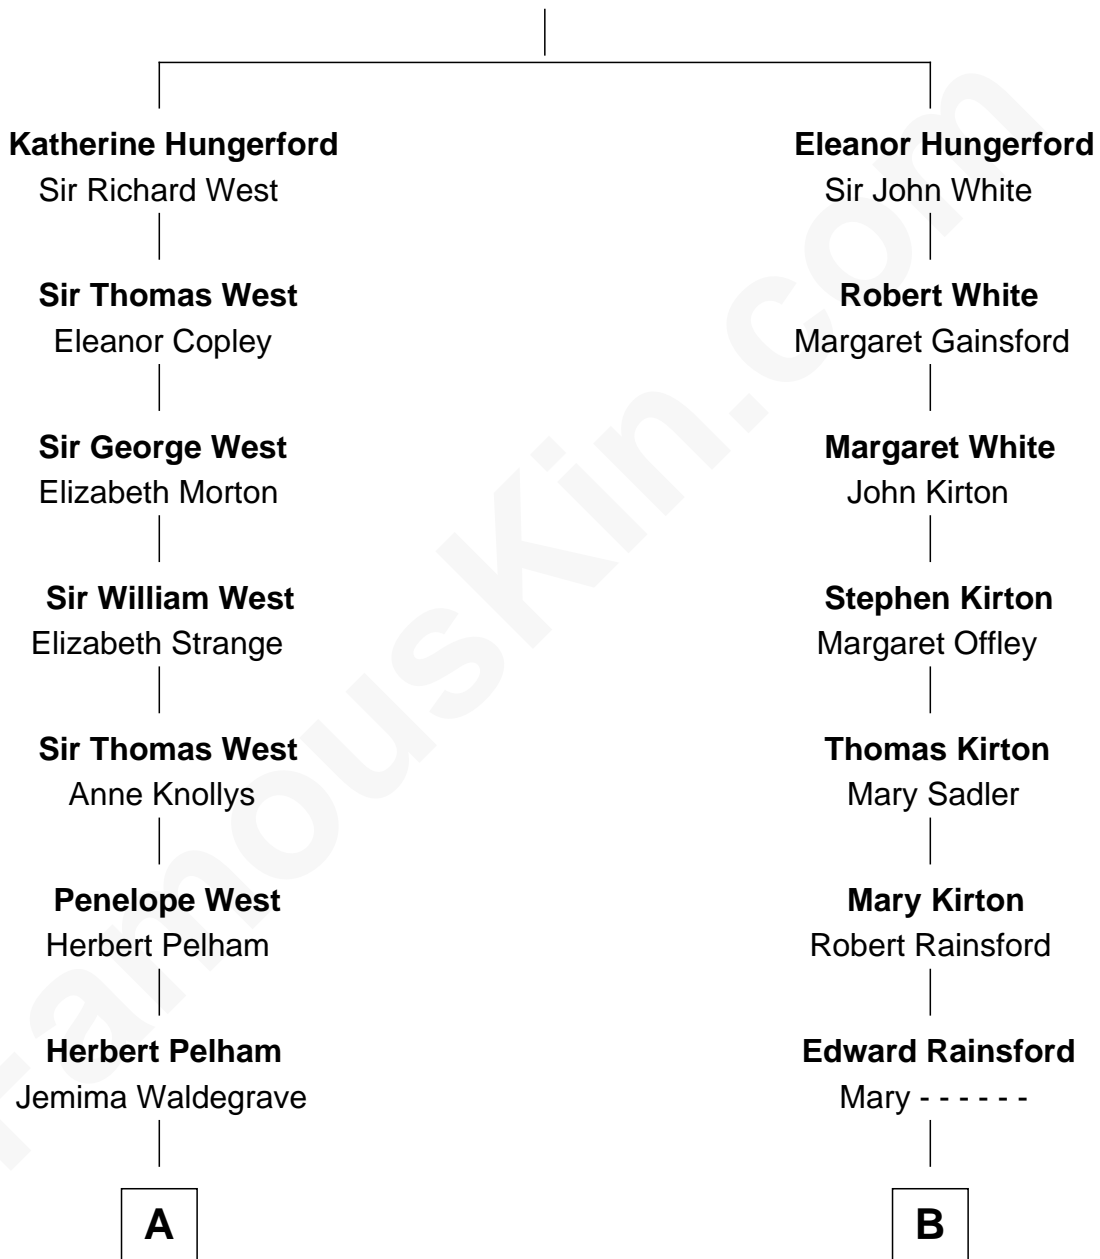 Katherine Hungerford
Sir Richard West
Sir Thomas West
Eleanor Copley
Sir George West
Elizabeth Morton
Sir William West
Elizabeth Strange
Sir Thomas West
Anne Knollys
Penelope West
Herbert Pelham
Herbert Pelham
Jemima Waldegrave
A
Eleanor Hungerford
Sir John White
Robert White
Margaret Gainsford
Margaret White
John Kirton
Stephen Kirton
Margaret Offley
Thomas Kirton
Mary Sadler
Mary Kirton
Robert Rainsford
Edward Rainsford
Mary - - - - - -
B
FamousKin.com